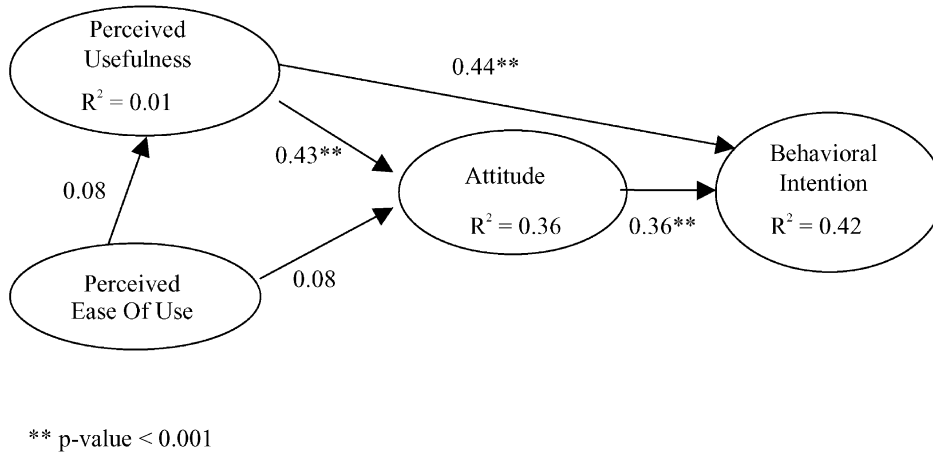 Perceived
Usefulness
R² = 0.01
0.44**
0.43**
0.08
Attitude
R² = 0.36
0.36**
Behavioral
Intention
R² = 0.42
Perceived
Ease Of Use
0.08
** p-value < 0.001